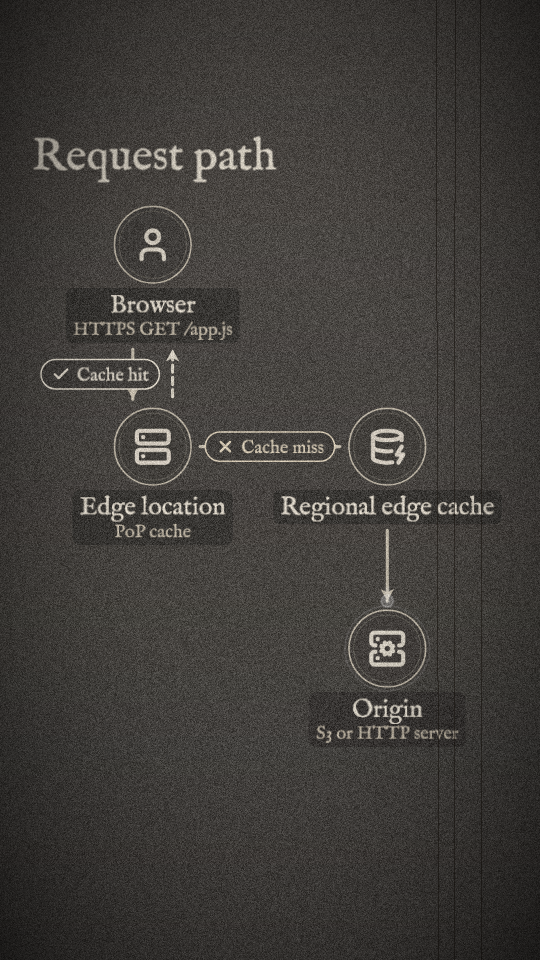 Request path
Browser
HTTPS GET /app.js
Cache hit
Cache miss
Edge location
PoP cache
Regional edge cache
Origin
S3 or HTTP server